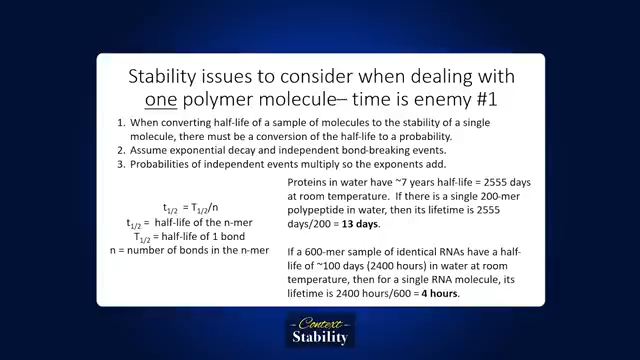 Stability issues to consider when dealing with
one polymer molecule– time is enemy #1
1. When converting half-life of a sample of molecules to the stability of a single
molecule, there must be a conversion of the half-life to a probability.
2. Assume exponential decay and independent bond-breaking events.
3. Probabilities of independent events multiply so the exponents add.
t1/2 = T1/2/n
t1/2 = half-life of the n-mer
T1/2 = half-life of 1 bond
n = number of bonds in the n-mer
Proteins in water have ~7 years half-life = 2555 days
at room temperature. If there is a single 200-mer
polypeptide in water, then its lifetime is 2555
days/200 = 13 days.
If a 600-mer sample of identical RNAs have a half-
life of ~100 days (2400 hours) in water at room
temperature, then for a single RNA molecule, its
lifetime is 2400 hours/600 = 4 hours.
Context
Stability